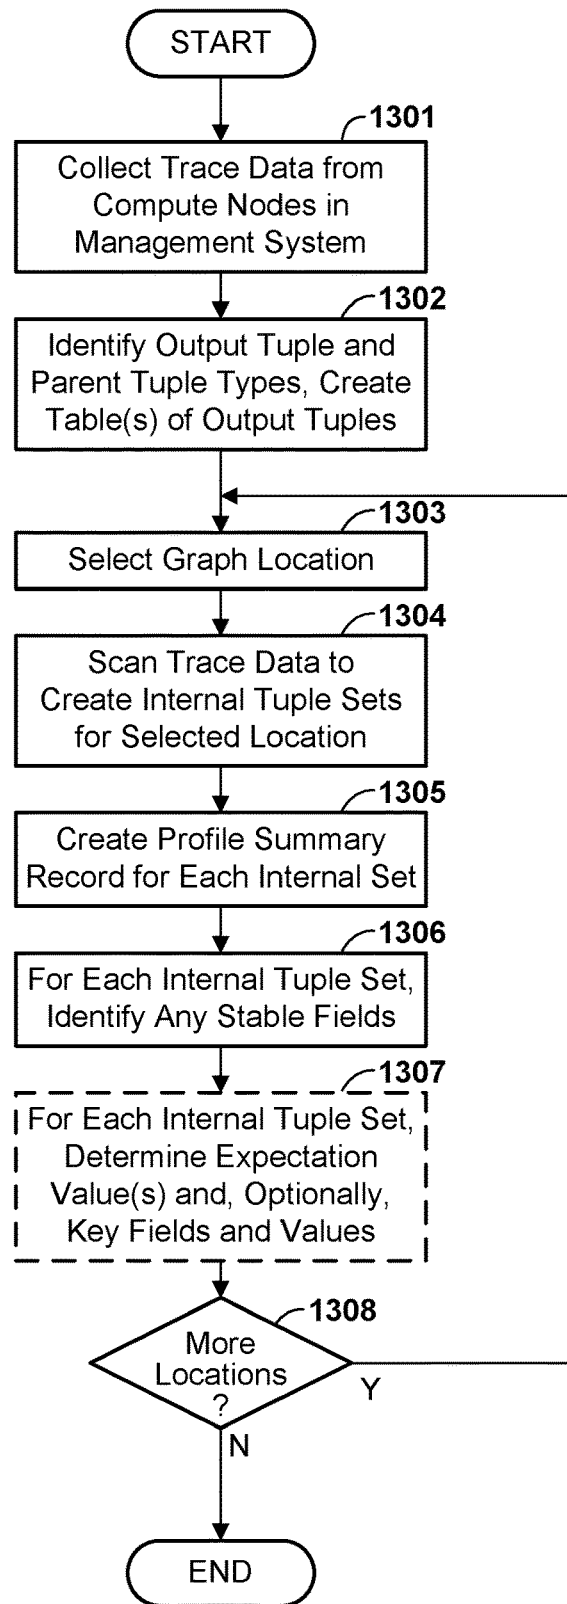 START
1301
Collect Trace Data from
Compute Nodes in
Management System
1302
Identify Output Tuple and
Parent Tuple Types, Create
Table(s) of Output Tuples
1303
Select Graph Location
1304
Scan Trace Data to
Create Internal Tuple Sets
for Selected Location
1305
Create Profile Summary
Record for Each Internal Set
1306
For Each Internal Tuple Set,
Identify Any Stable Fields
1307
For Each Internal Tuple Set,
Determine Expectation
Value(s) and, Optionally,
Key Fields and Values
1308
More
Locations
?
Y
N
END